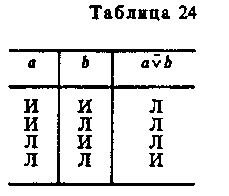 Таблица 24
a b a ⊽ b
И И Л
И Л Л
Л И Л
Л Л И